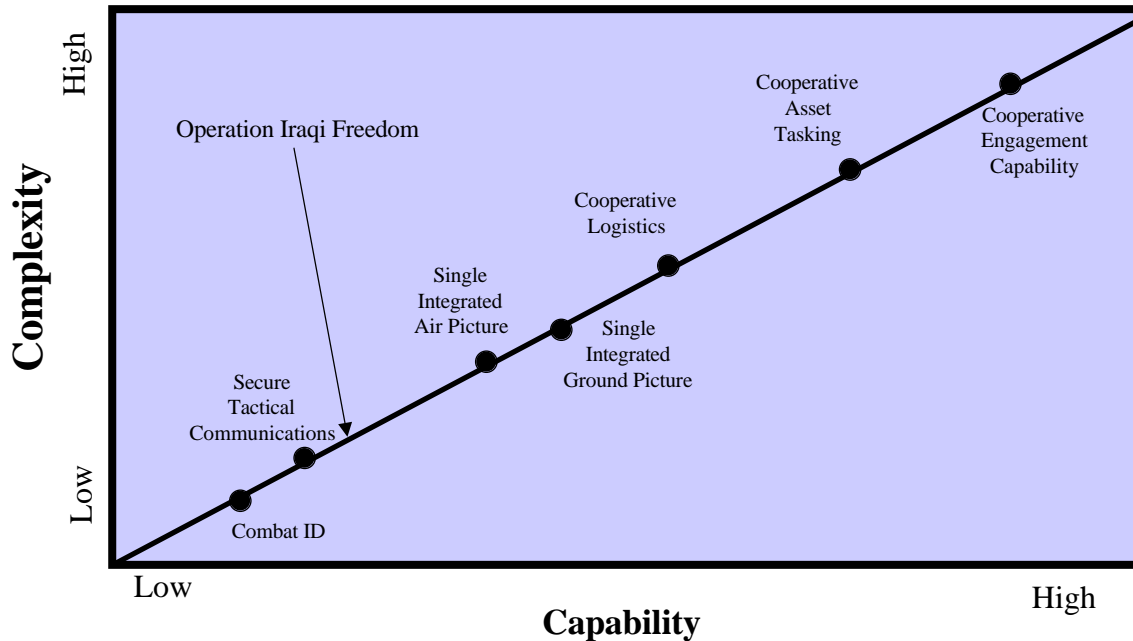 High
Complexity
Low
Operation Iraqi Freedom
Cooperative
Asset
Tasking
Cooperative
Engagement
Capability
Cooperative
Logistics
Single
Integrated
Air Picture
Single
Integrated
Ground Picture
Secure
Tactical
Communications
Combat ID
Low
High
Capability